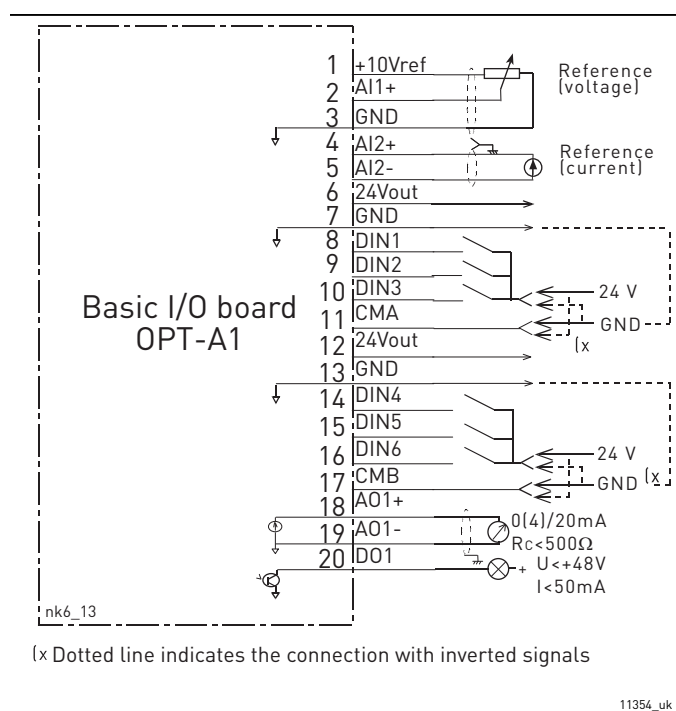 1 +10Vref
2 AI1+
Reference
(voltage)
3 GND
4 AI2+
5 AI2-
Reference
(current)
6 24Vout
7 GND
8 DIN1
9 DIN2
10 DIN3
24 V
11 CMA
GND
(x
12 24Vout
13 GND
14 DIN4
15 DIN5
16 DIN6
24 V
17 CMB
GND (x
18 AO1+
19 AO1-
0(4)/20mA
RC<500Ω
20 DO1
+ U<+48V
I<50mA
Basic I/O board
OPT-A1
nk6_13
(x Dotted line indicates the connection with inverted signals
11354_uk